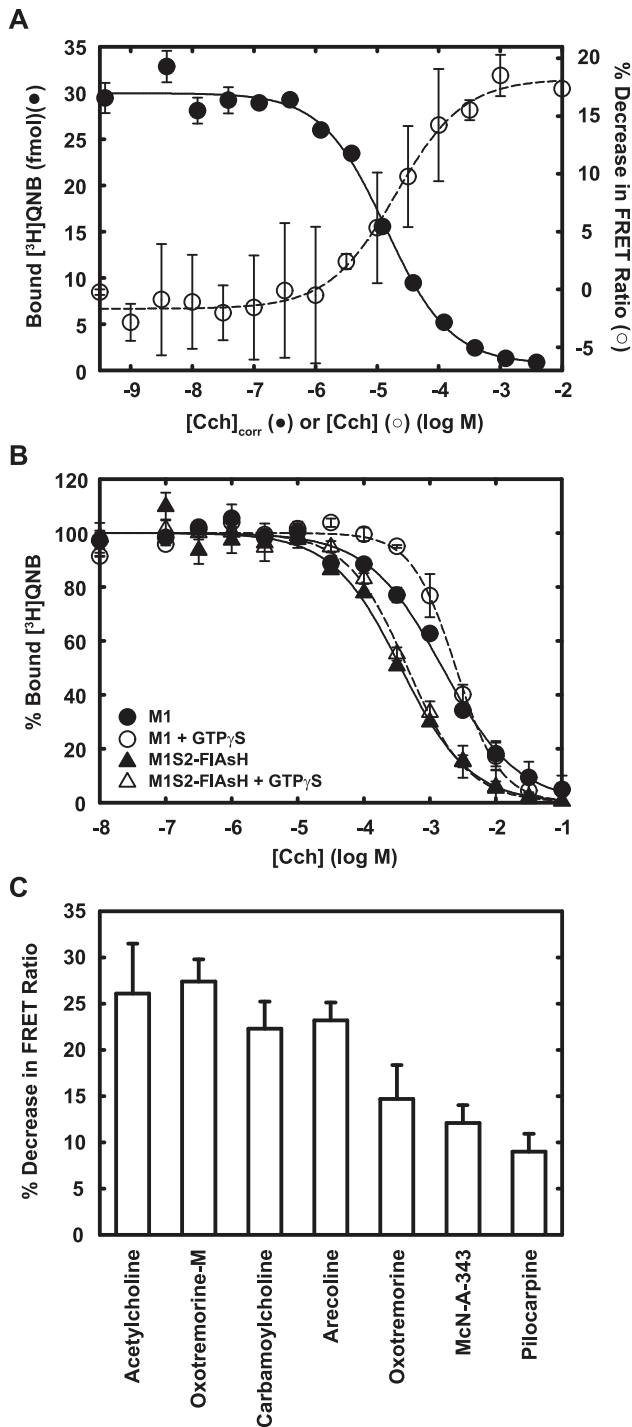 A
Bound [³H]QNB (fmol)(●)
35
30
25
20
15
10
5
0
20
15
10
5
0
-5
% Decrease in FRET Ratio (○)
-9 -8 -7 -6 -5 -4 -3 -2
[Cch]corr (●) or [Cch] (○) (log M)
B
% Bound [³H]QNB
120
100
80
60
40
20
0
M1
M1 + GTPγS
M1S2-FlAsH
M1S2-FlAsH + GTPγS
-8 -7 -6 -5 -4 -3 -2 -1
[Cch] (log M)
C
% Decrease in FRET Ratio
35
30
25
20
15
10
5
0
Acetylcholine
Oxotremorine-M
Carbamoylcholine
Arecoline
Oxotremorine
McN-A-343
Pilocarpine